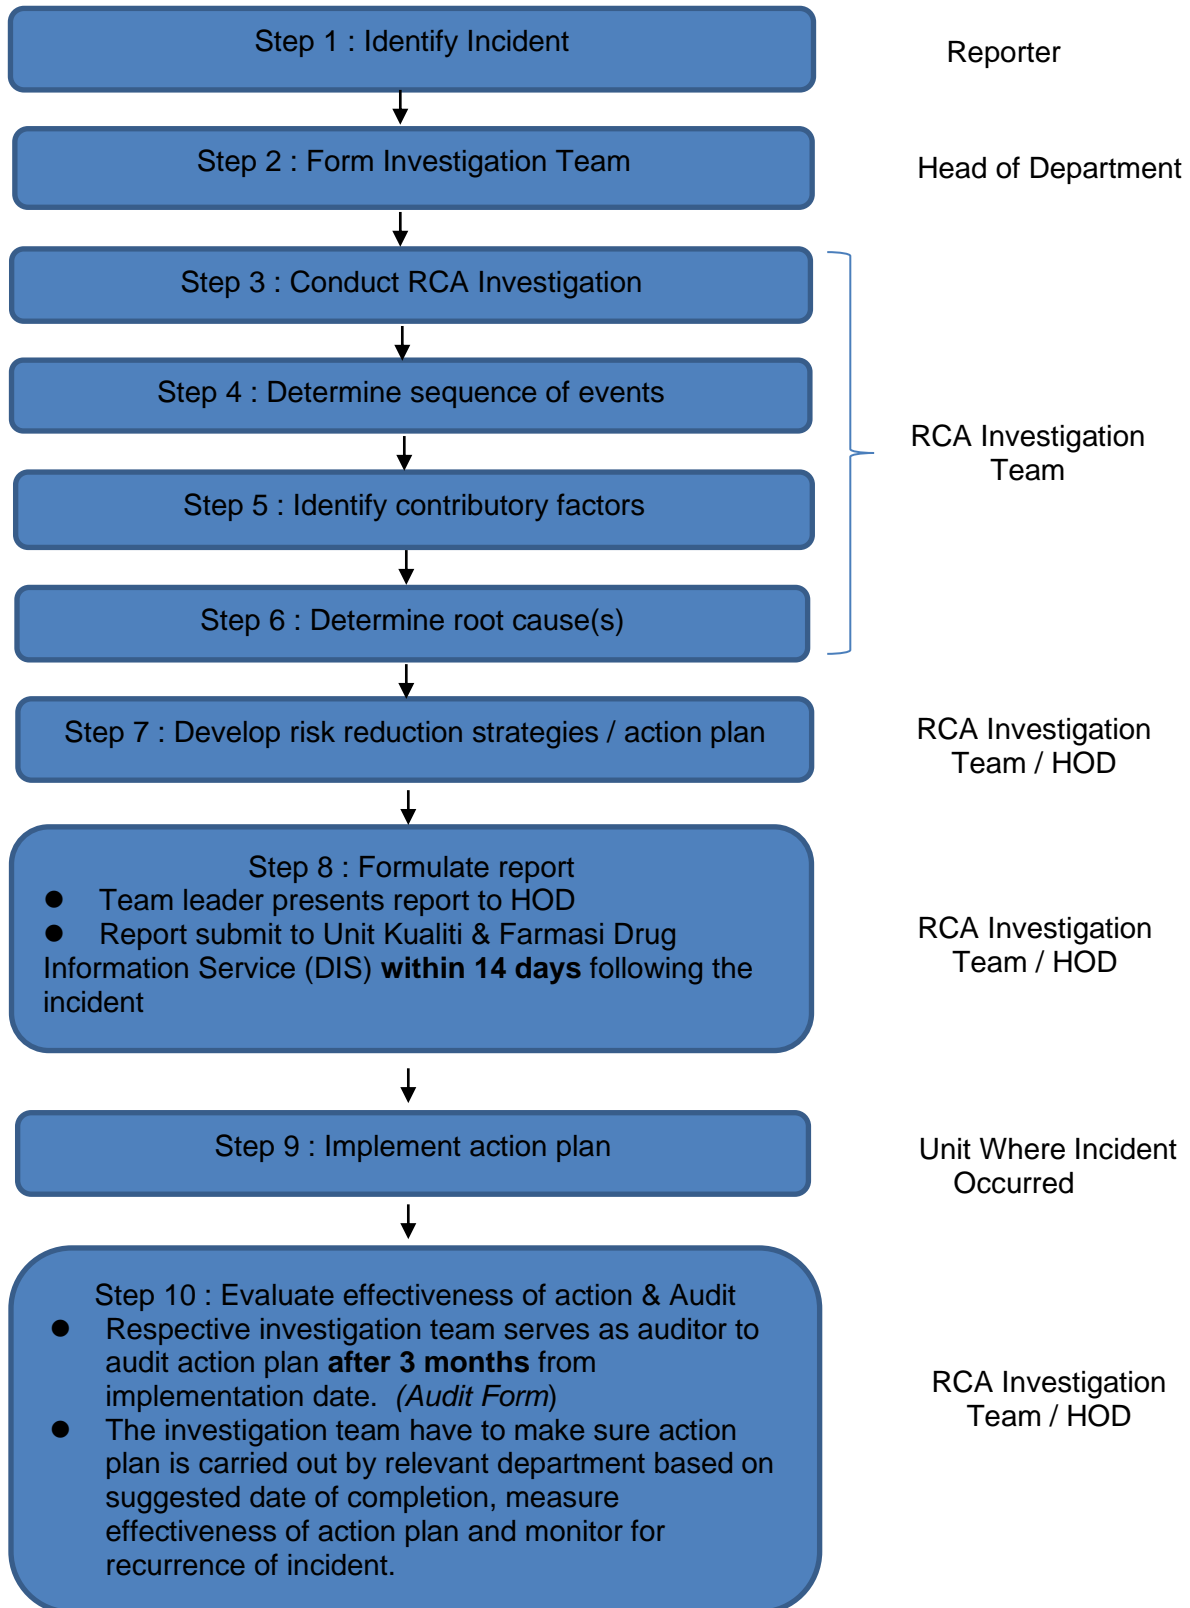 Step 1 : Identify Incident
Reporter
Step 2 : Form Investigation Team
Head of Department
Step 3 : Conduct RCA Investigation
Step 4 : Determine sequence of events
Step 5 : Identify contributory factors
Step 6 : Determine root cause(s)
RCA Investigation
Team
Step 7 : Develop risk reduction strategies / action plan
RCA Investigation
Team / HOD
Step 8 : Formulate report
● Team leader presents report to HOD
● Report submit to Unit Kualiti & Farmasi Drug
Information Service (DIS) within 14 days following the
incident
RCA Investigation
Team / HOD
Step 9 : Implement action plan
Unit Where Incident
Occurred
Step 10 : Evaluate effectiveness of action & Audit
● Respective investigation team serves as auditor to
audit action plan after 3 months from
implementation date. (Audit Form)
● The investigation team have to make sure action
plan is carried out by relevant department based on
suggested date of completion, measure
effectiveness of action plan and monitor for
recurrence of incident.
RCA Investigation
Team / HOD